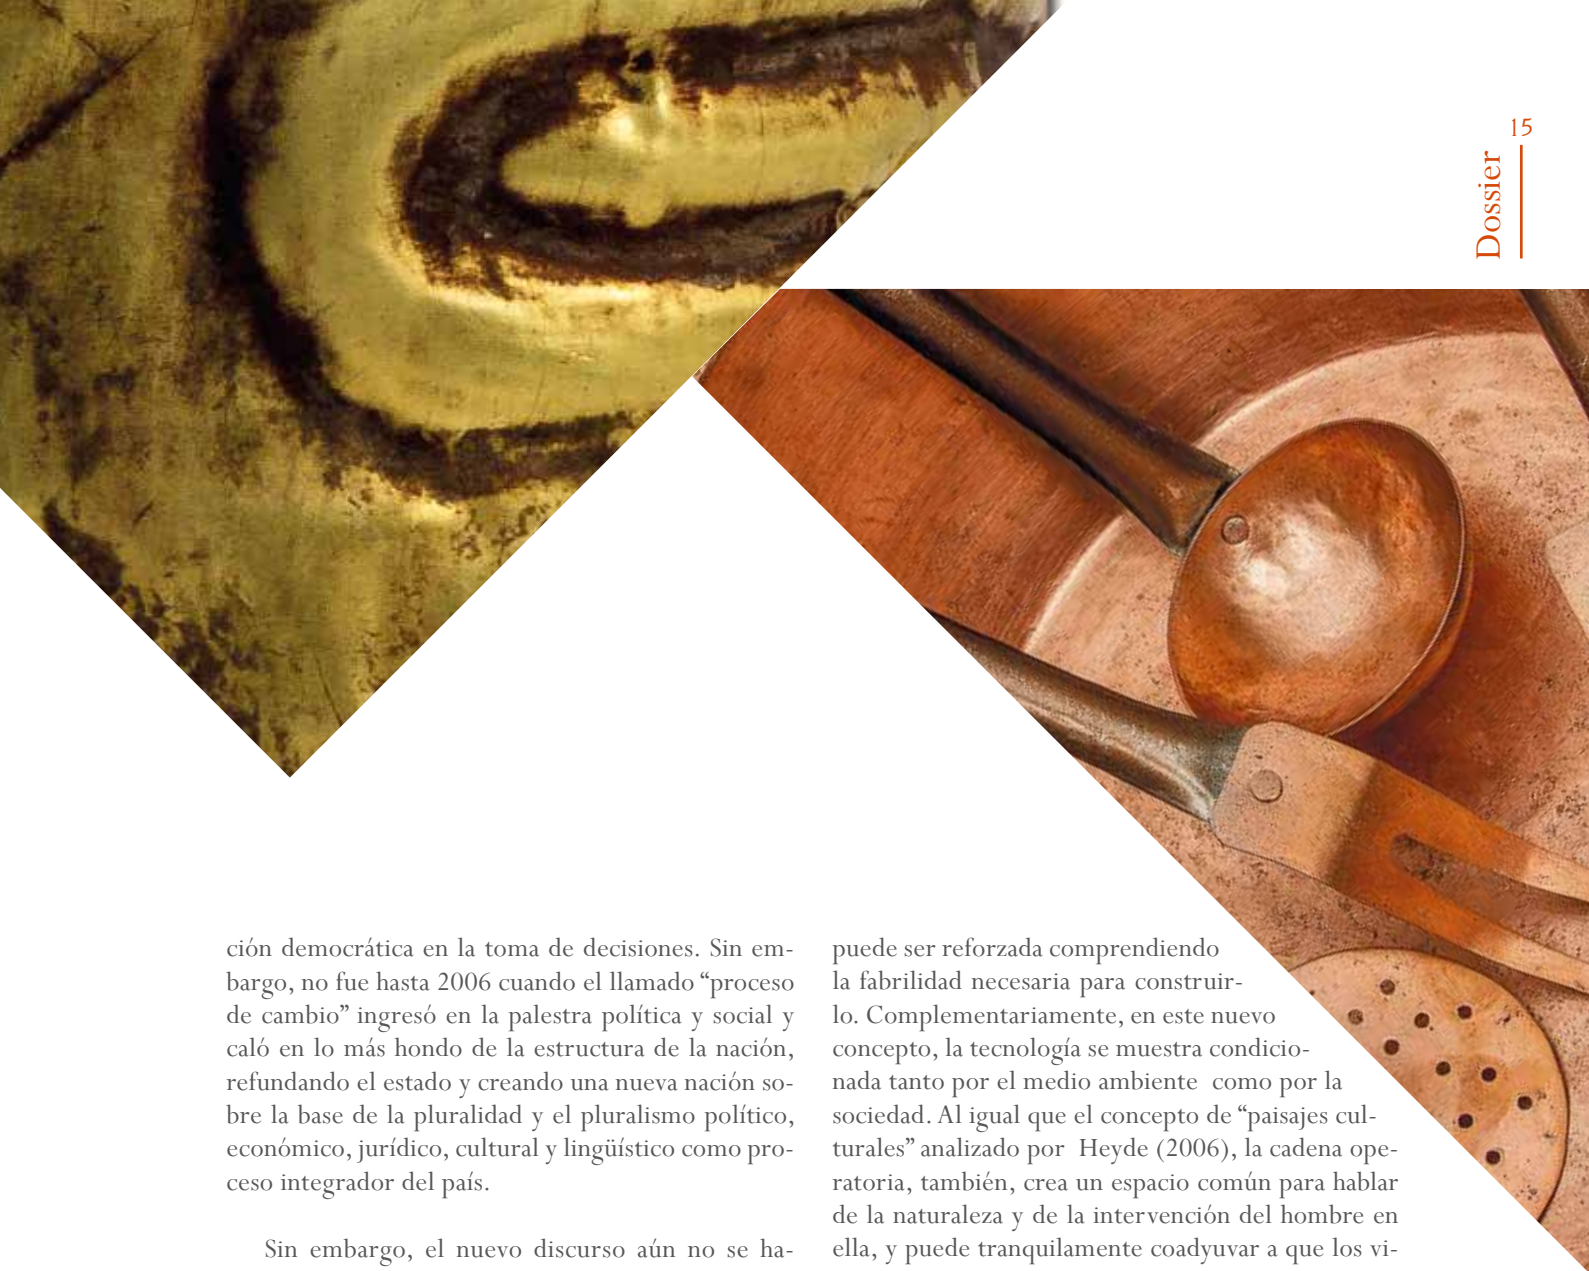 15
Dossier
ción democrática en la toma de decisiones. Sin em-
bargo, no fue hasta 2006 cuando el llamado “proceso
de cambio” ingresó en la palestra política y social y
caló en lo más hondo de la estructura de la nación,
refundando el estado y creando una nueva nación so-
bre la base de la pluralidad y el pluralismo político,
económico, jurídico, cultural y lingüístico como pro-
ceso integrador del país.
Sin embargo, el nuevo discurso aún no se ha-
puede ser reforzada comprendiendo
la fabrilidad necesaria para construir-
lo. Complementariamente, en este nuevo
concepto, la tecnología se muestra condicio-
nada tanto por el medio ambiente como por la
sociedad. Al igual que el concepto de “paisajes cul-
turales” analizado por Heyde (2006), la cadena ope-
ratoria, también, crea un espacio común para hablar
de la naturaleza y de la intervención del hombre en
ella, y puede tranquilamente coadyuvar a que los vi-